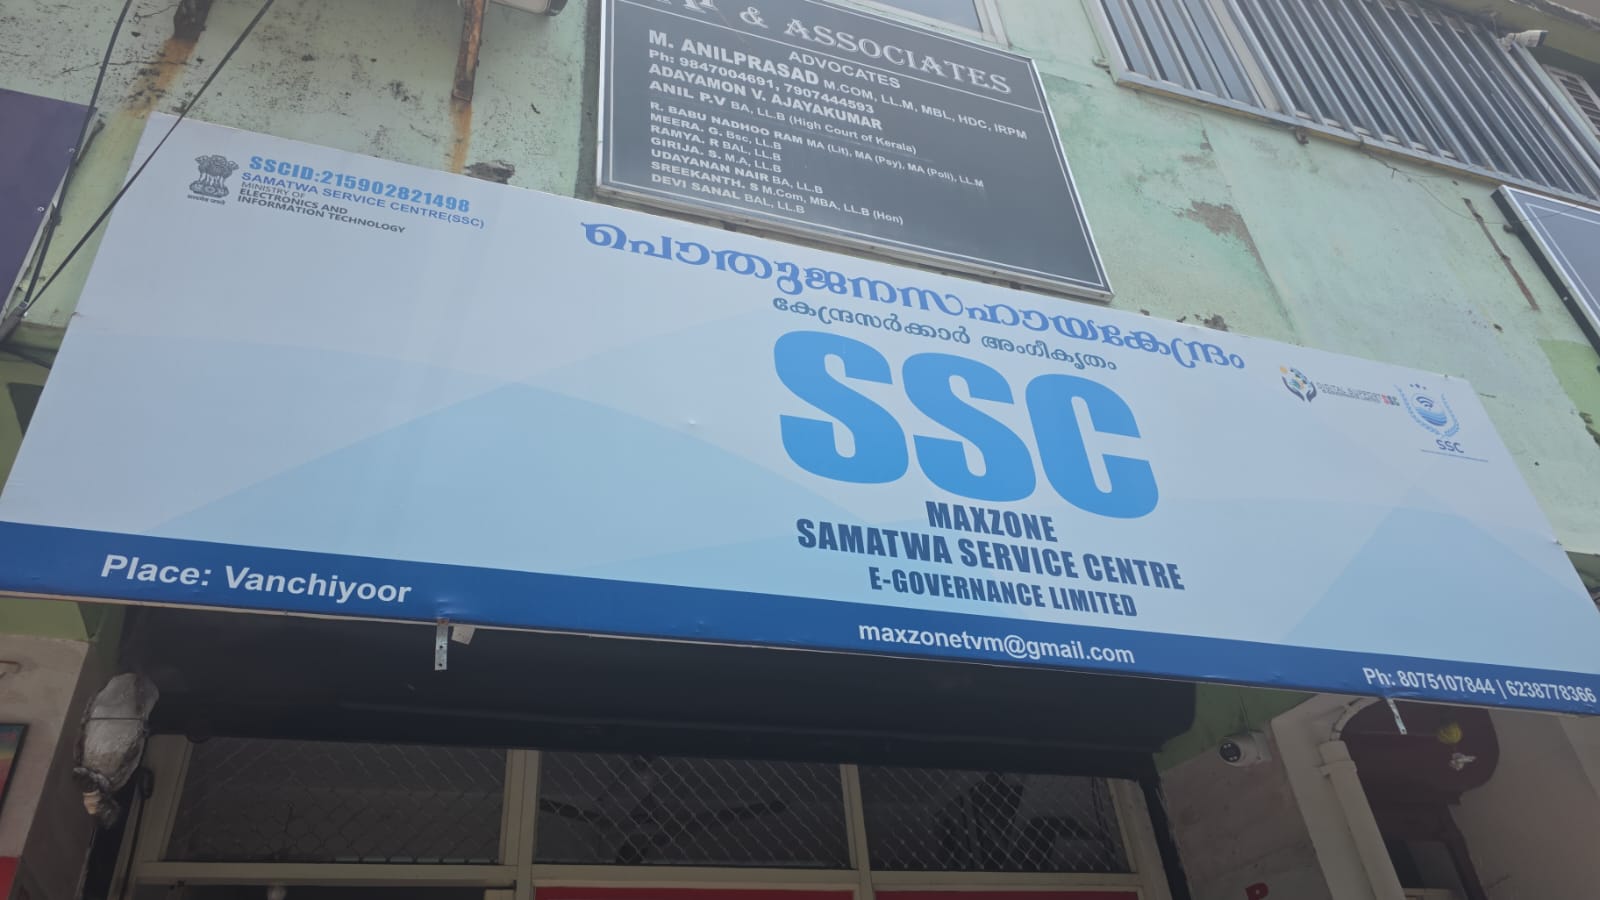 & ASSOCIATES
ADVOCATES
M. ANILPRASAD M.COM, LL.M, MBL, HDC, IRPM
Ph: 9847004691, 7907444593
ADAYAMON V. AJAYAKUMAR
ANIL P.V BA, LL.B (High Court of Kerala)
R. BABU NADHOO RAM MA (Lit), MA (Psy), MA (Poli), LL.M
MEERA. G. Bsc, LL.B
RAMYA. R BAL, LL.B
GIRIJA. S. M.A, LL.B
UDAYANAN NAIR BA, LL.B
SREEKANTH. S M.Com, MBA, LL.B (Hon)
DEVI SANAL BAL, LL.B
SSCID:215902821498
SAMATWA SERVICE CENTRE(SSC)
MINISTRY OF
ELECTRONICS AND
INFORMATION TECHNOLOGY
പൊതുജനസഹായകേന്ദ്രം
കേന്ദ്രസർക്കാർ അംഗീകൃതം
SSC
DIGITAL SUPPORT
SSC
SSC
MAXZONE
SAMATWA SERVICE CENTRE
E-GOVERNANCE LIMITED
Place: Vanchiyoor
maxzonetvm@gmail.com
Ph: 8075107844 | 6238778366